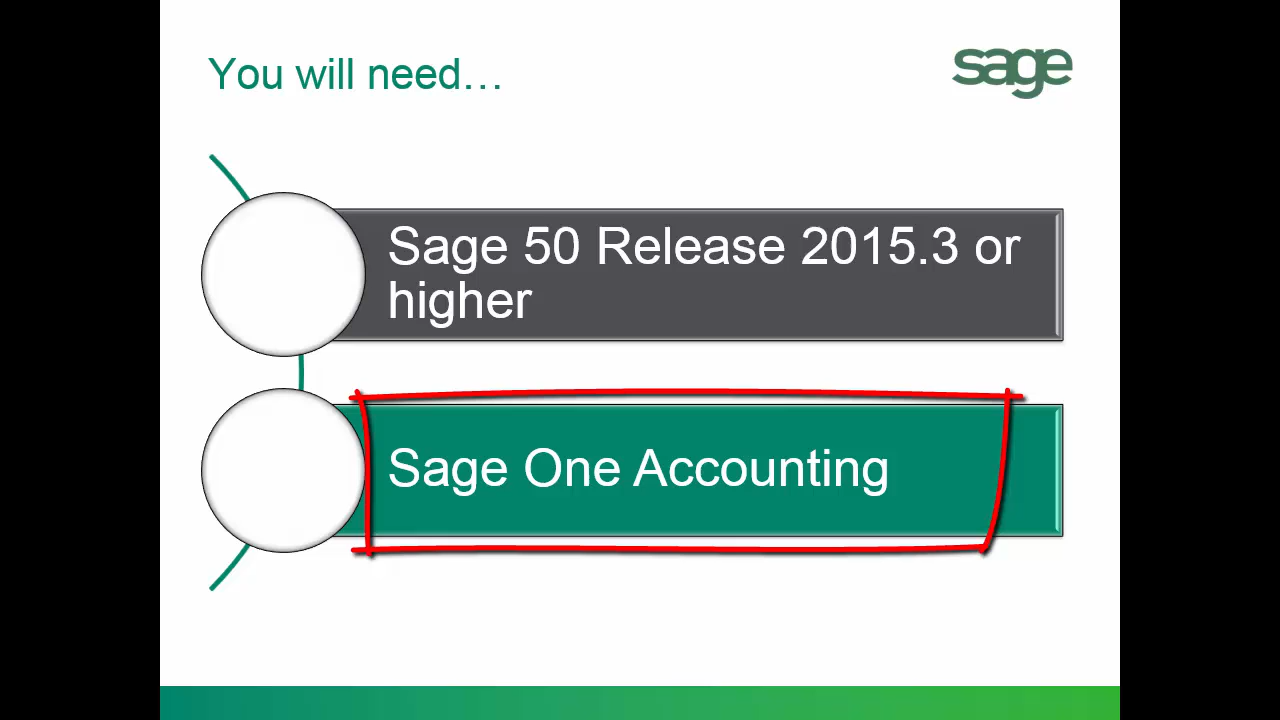 You will need…
sage
Sage 50 Release 2015.3 or
higher
Sage One Accounting